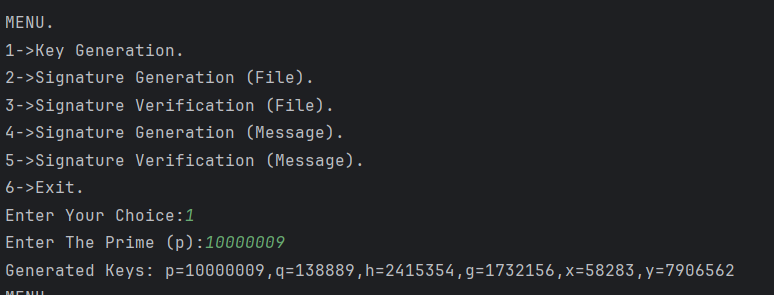 MENU.
1->Key Generation.
2->Signature Generation (File).
3->Signature Verification (File).
4->Signature Generation (Message).
5->Signature Verification (Message).
6->Exit.
Enter Your Choice:1
Enter The Prime (p):10000009
Generated Keys: p=10000009,q=138889,h=2415354,g=1732156,x=58283,y=7906562
MENU.